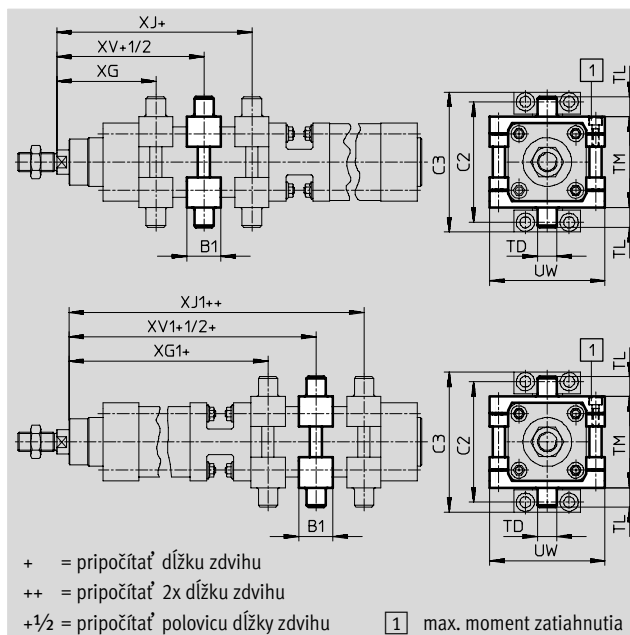 XJ+
XV+1/2
XG
B1
1
TL
C3
C2
TM
TD
TL
UW
XJ1++
XV1+1/2+
XG1+
B1
1
TL
C3
C2
TM
TD
TL
UW
+ = pripočítať dĺžku zdvihu
++ = pripočítať 2x dĺžku zdvihu
+½ = pripočítať polovicu dĺžky zdvihu
1 max. moment zatiahnutia